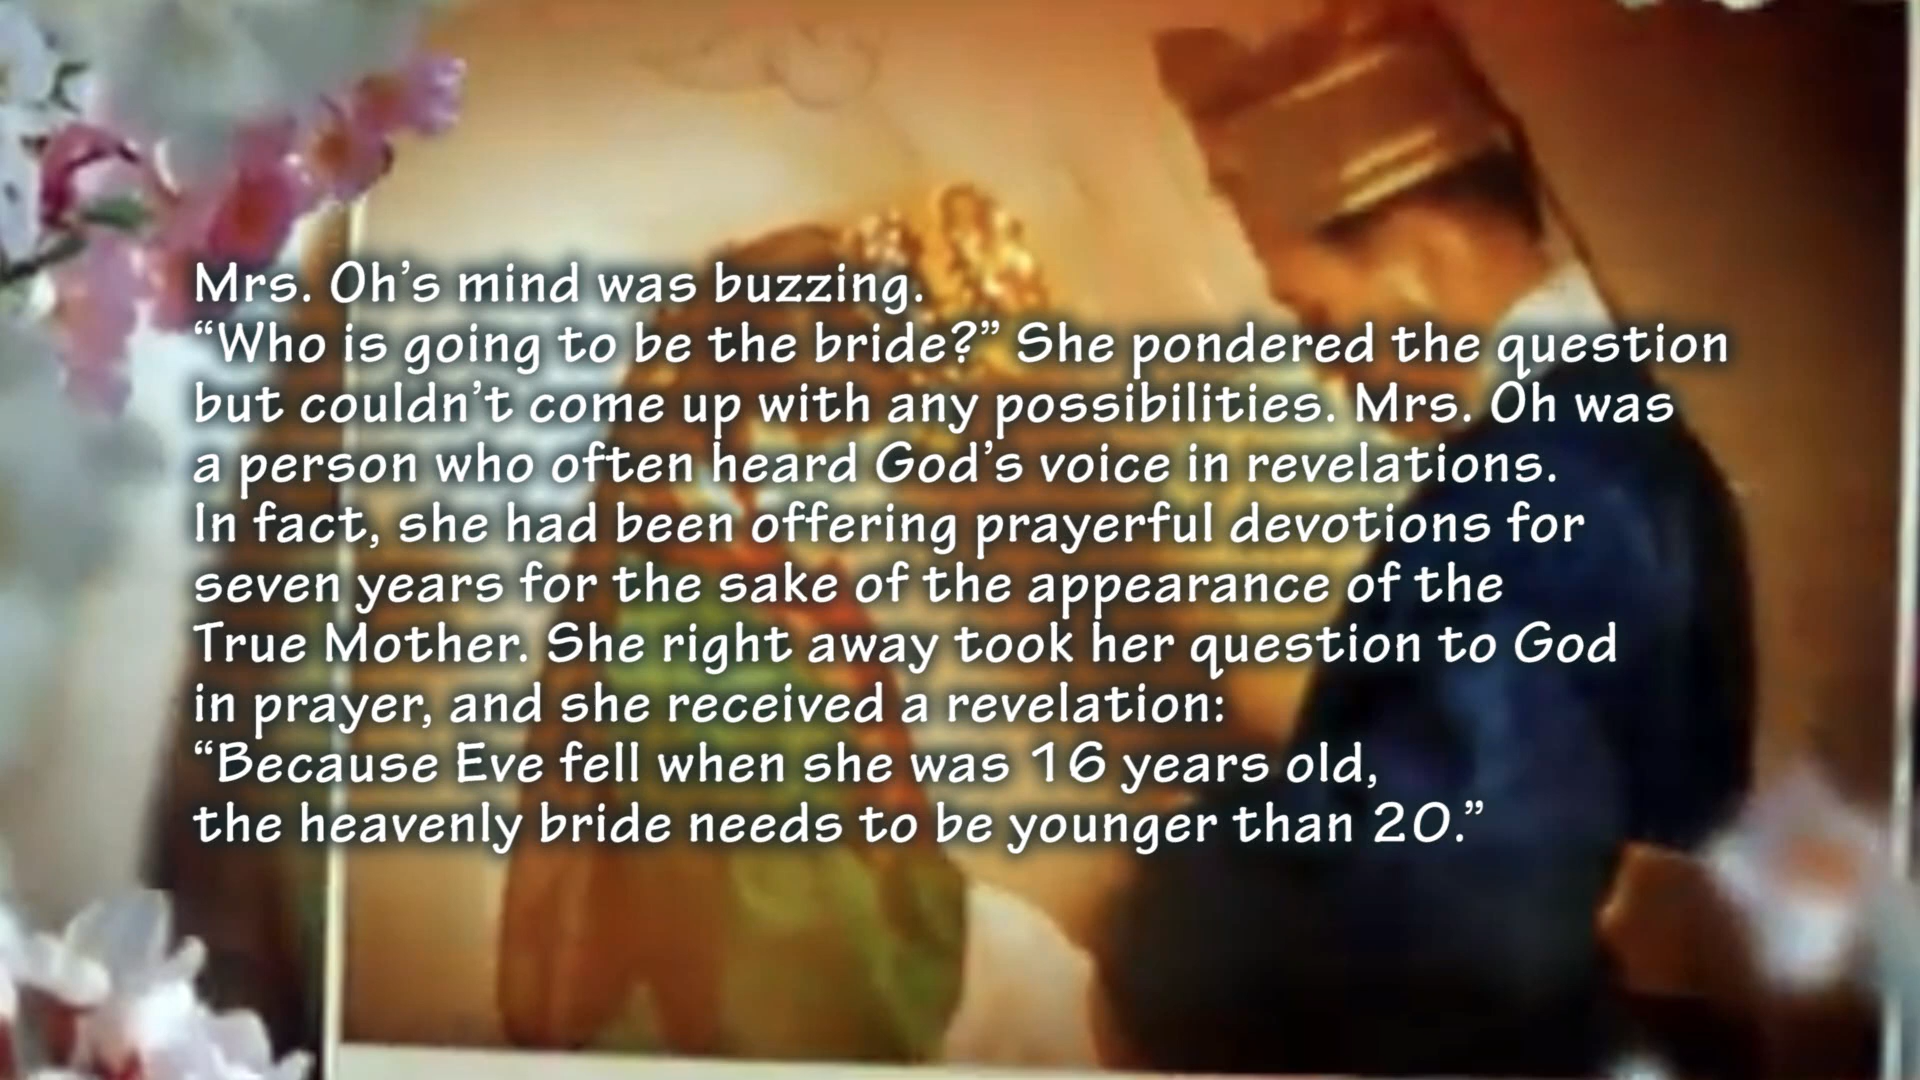 Mrs. Oh’s mind was buzzing.
“Who is going to be the bride?” She pondered the question
but couldn’t come up with any possibilities. Mrs. Oh was
a person who often heard God’s voice in revelations.
In fact, she had been offering prayerful devotions for
seven years for the sake of the appearance of the
True Mother. She right away took her question to God
in prayer, and she received a revelation:
“Because Eve fell when she was 16 years old,
the heavenly bride needs to be younger than 20.”